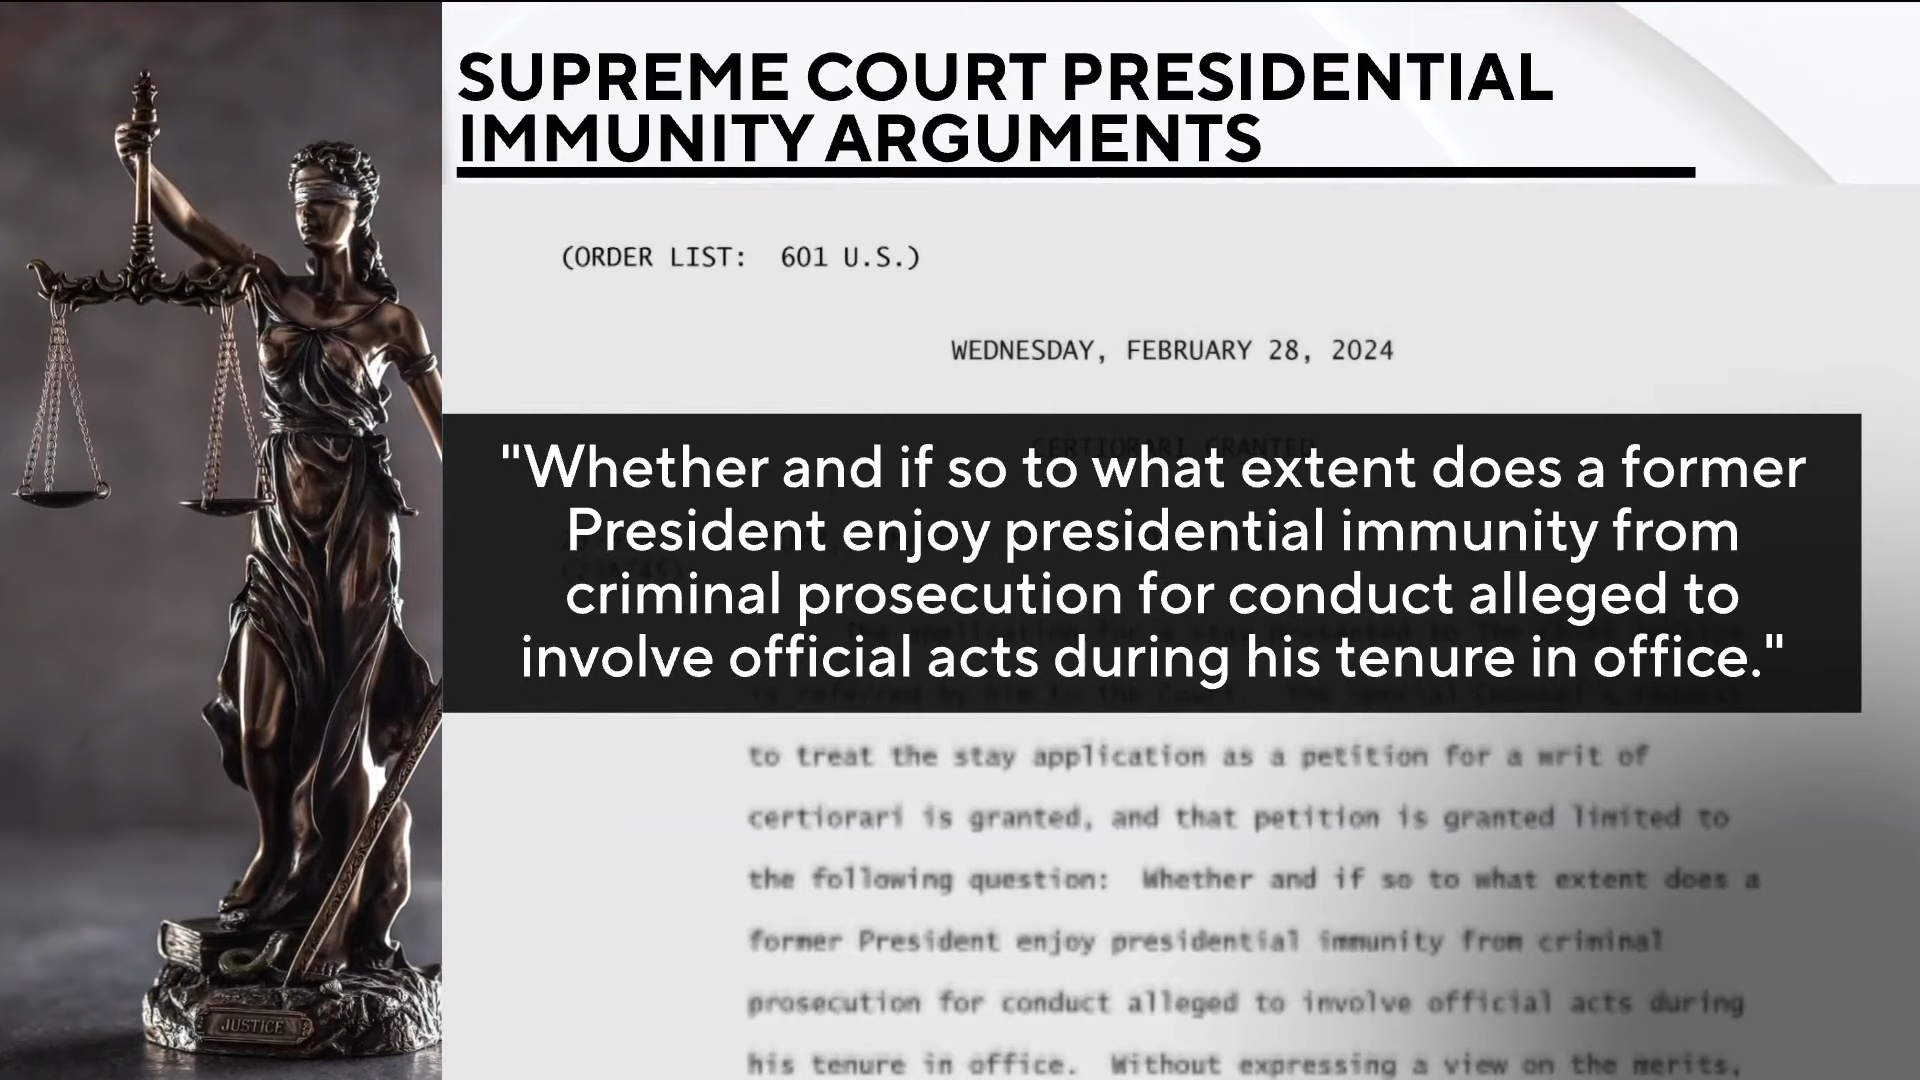 SUPREME COURT PRESIDENTIAL
IMMUNITY ARGUMENTS
(ORDER LIST: 601 U.S.)
WEDNESDAY, FEBRUARY 28, 2024
CERTIORARI GRANTED
"Whether and if so to what extent does a former
President enjoy presidential immunity from
criminal prosecution for conduct alleged to
involve official acts during his tenure in office."
to treat the stay application as a petition for a writ of
certiorari is granted, and that petition is granted limited to
the following question: Whether and if so to what extent does a
former President enjoy presidential immunity from criminal
prosecution for conduct alleged to involve official acts during
his tenure in office. Without expressing a view on the merits,
JUSTICE